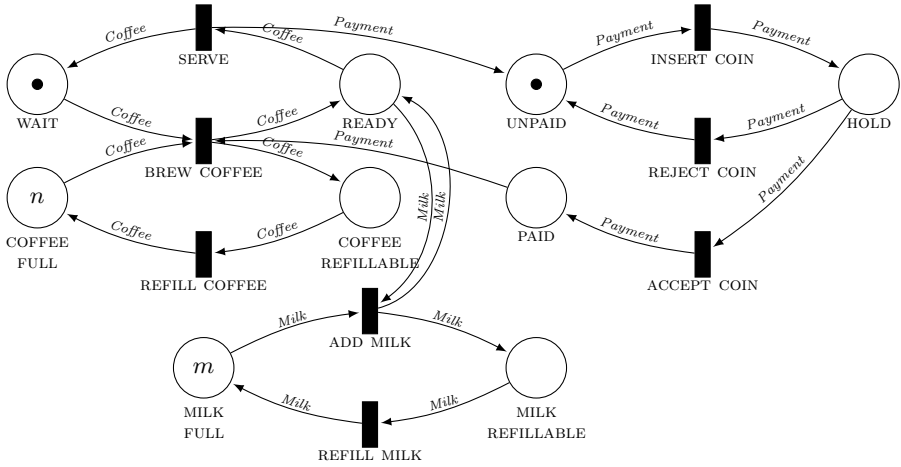 Coffee
Payment
Coffee
Payment
Payment
SERVE
INSERT COIN
WAIT
READY
UNPAID
HOLD
Coffee
Coffee
Payment
Payment
Coffee
Coffee
Payment
BREW COFFEE
REJECT COIN
Payment
n
COFFEE
FULL
Coffee
Coffee
COFFEE
REFILLABLE
Milk
Milk
PAID
Payment
REFILL COFFEE
ACCEPT COIN
Milk
Milk
ADD MILK
m
MILK
FULL
Milk
Milk
MILK
REFILLABLE
REFILL MILK